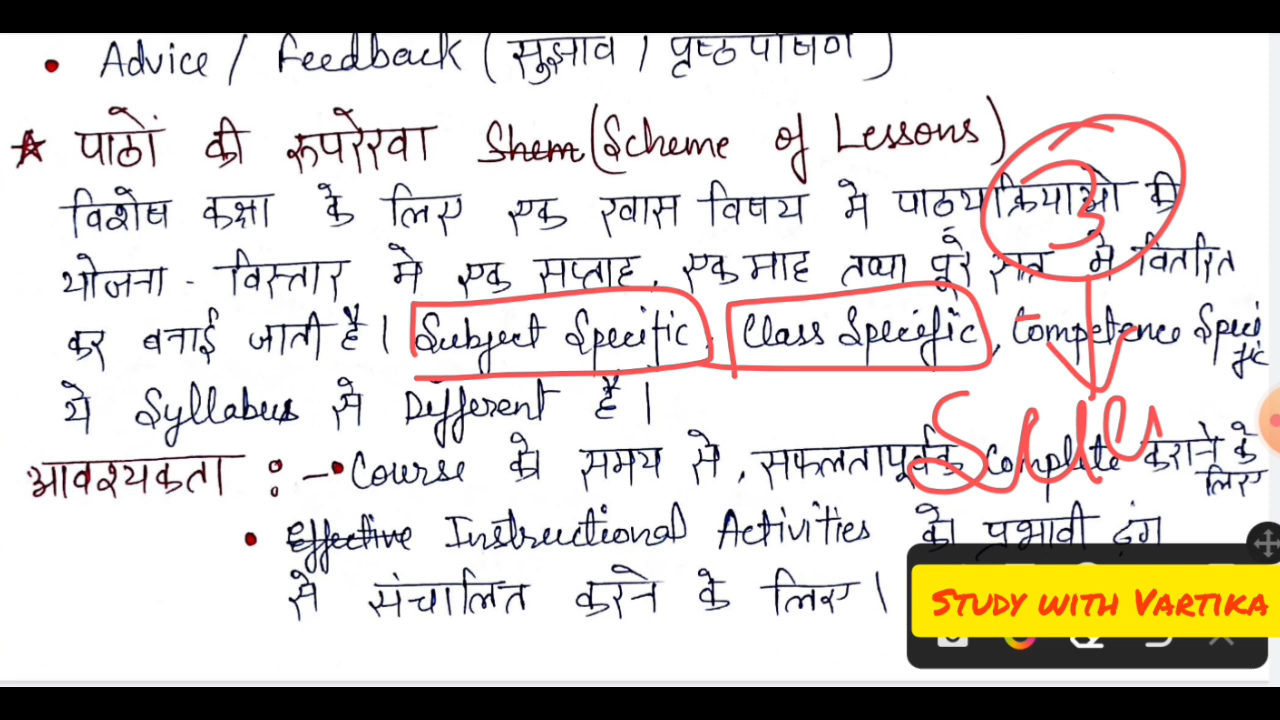 • Advice / Feedback (सुझाव / पृष्ठपोषण)
★ पाठों की रुपरेखा Shem (Scheme of Lessons)
विशेष कक्षा के लिए एक खास विषय मे पाठ्यक्रियाओ की
योजना - विस्तार मे एक सप्ताह, एक माह तथा पूरे सत्र मे वितरित
कर बनाई जाती है। Subject Specific, Class Specific, Competence Specific
ये Syllabus से Different है।
आवश्यकता :- • Course को समय से, सफलतापूर्वक Complete कराने के लिए
• Effective Instructional Activities को प्रभावी ढंग
से संचालित करने के लिए।
3
STUDY WITH VARTIKA